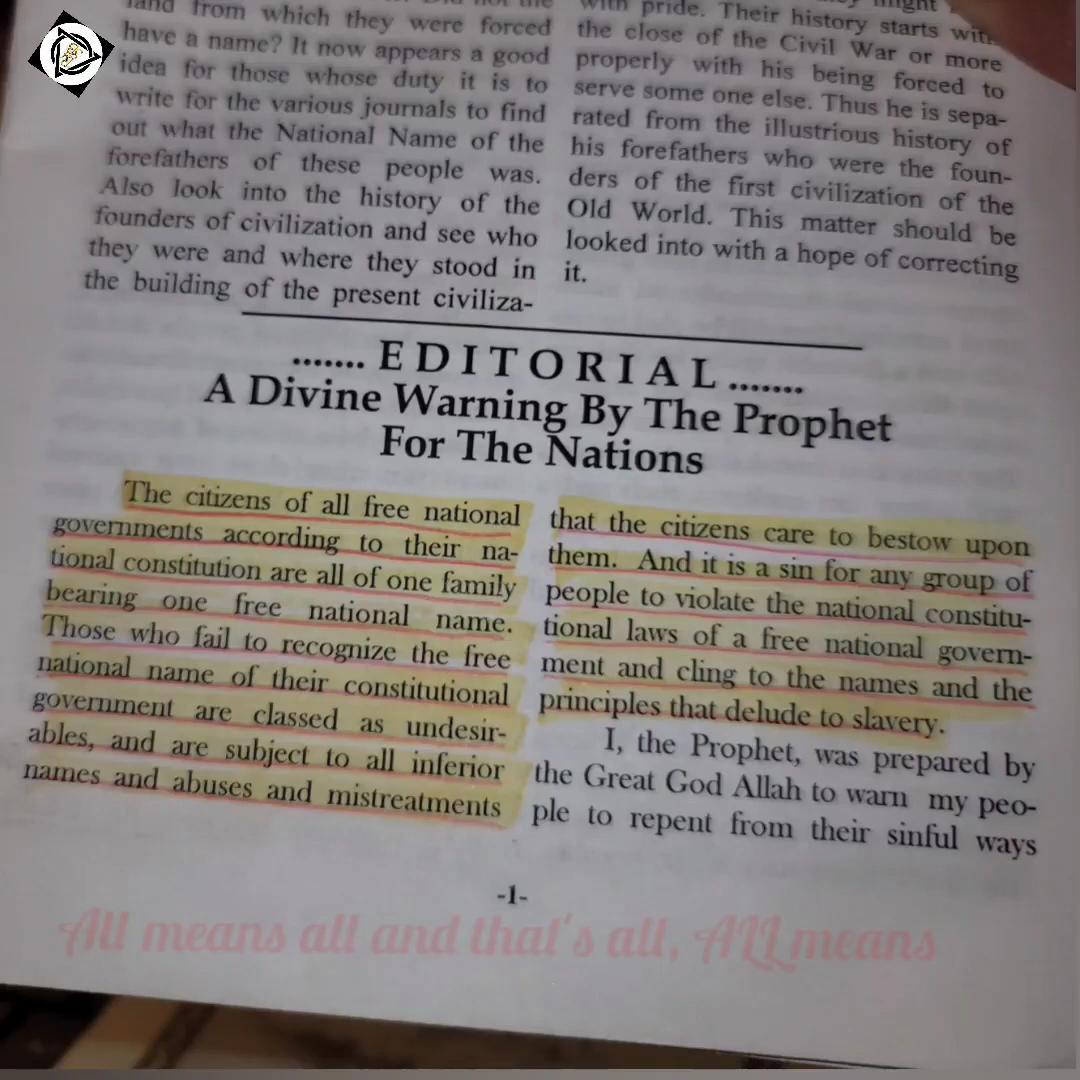 land from which they were forced
have a name? It now appears a good
idea for those whose duty it is to
write for the various journals to find
out what the National Name of the
forefathers of these people was.
Also look into the history of the
founders of civilization and see who
they were and where they stood in
the building of the present civiliza-
with pride. Their history starts with
the close of the Civil War or more
properly with his being forced to
serve some one else. Thus he is sepa-
rated from the illustrious history of
his forefathers who were the foun-
ders of the first civilization of the
Old World. This matter should be
looked into with a hope of correcting
it.
....... EDITORIAL .......
A Divine Warning By The Prophet
For The Nations
The citizens of all free national
governments according to their na-
tional constitution are all of one family
bearing one free national name.
Those who fail to recognize the free
national name of their constitutional
government are classed as undesir-
ables, and are subject to all inferior
names and abuses and mistreatments
that the citizens care to bestow upon
them. And it is a sin for any group of
people to violate the national constitu-
tional laws of a free national govern-
ment and cling to the names and the
principles that delude to slavery.
I, the Prophet, was prepared by
the Great God Allah to warn my peo-
ple to repent from their sinful ways
-1-
All means all and that's all, ALL means